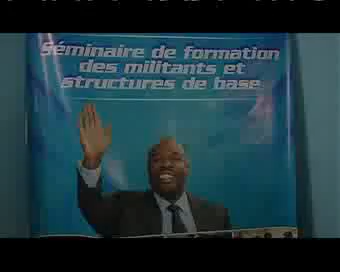 Séminaire de formation
des militants et
structures de base